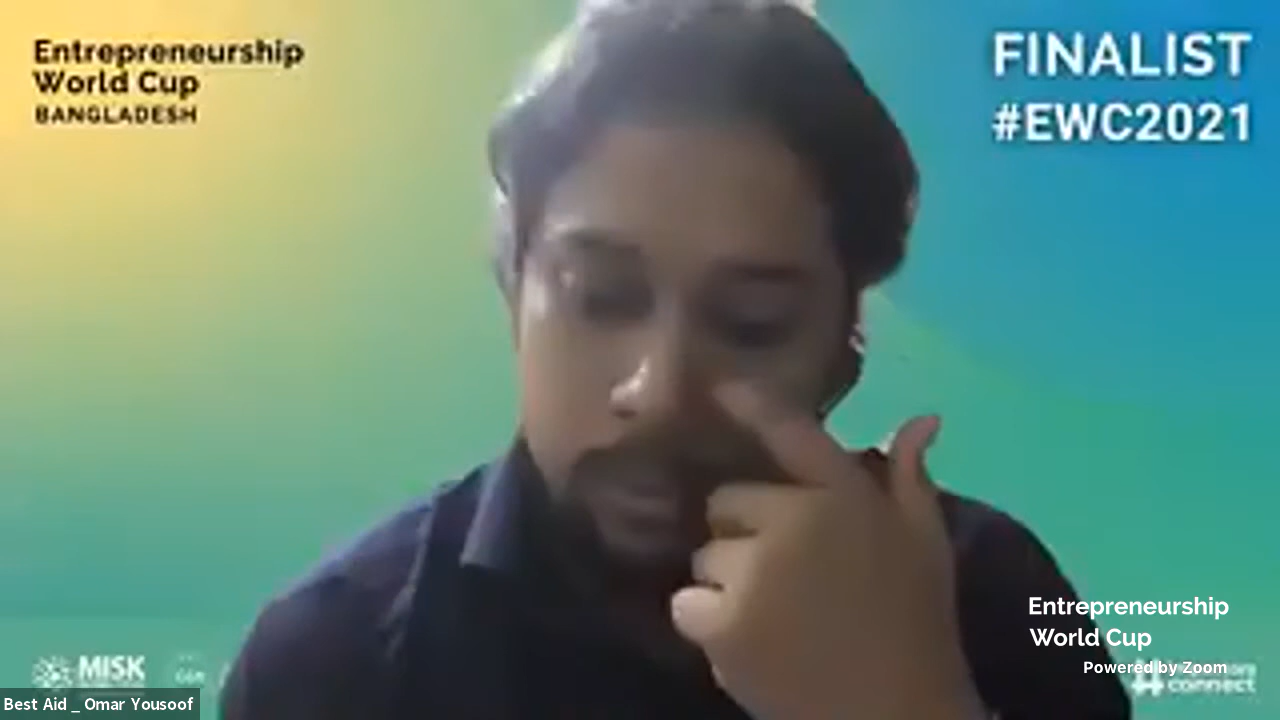 Entrepreneurship
World Cup
BANGLADESH
FINALIST
#EWC2021
Entrepreneurship
World Cup
Powered by Zoom
MISK
connect
Best Aid _ Omar Yousoof